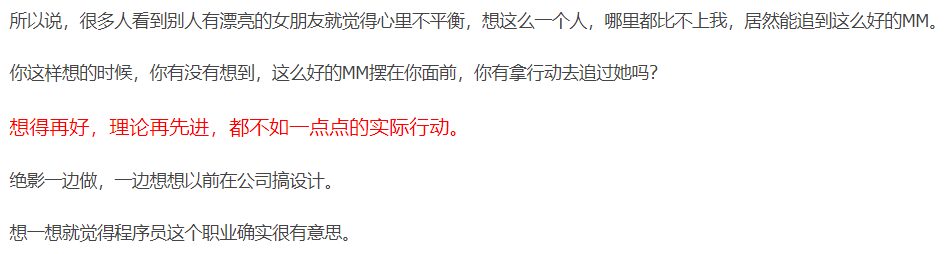 所以说，很多人看到别人有漂亮的女朋友就觉得心里不平衡，想这么一个人，哪里都比不上我，居然能追到这么好的MM。
你这样想的时候，你有没有想到，这么好的MM摆在你面前，你有拿行动去追过她吗？
想得再好，理论再先进，都不如一点点的实际行动。
绝影一边做，一边想想以前在公司搞设计。
想一想就觉得程序员这个职业确实很有意思。